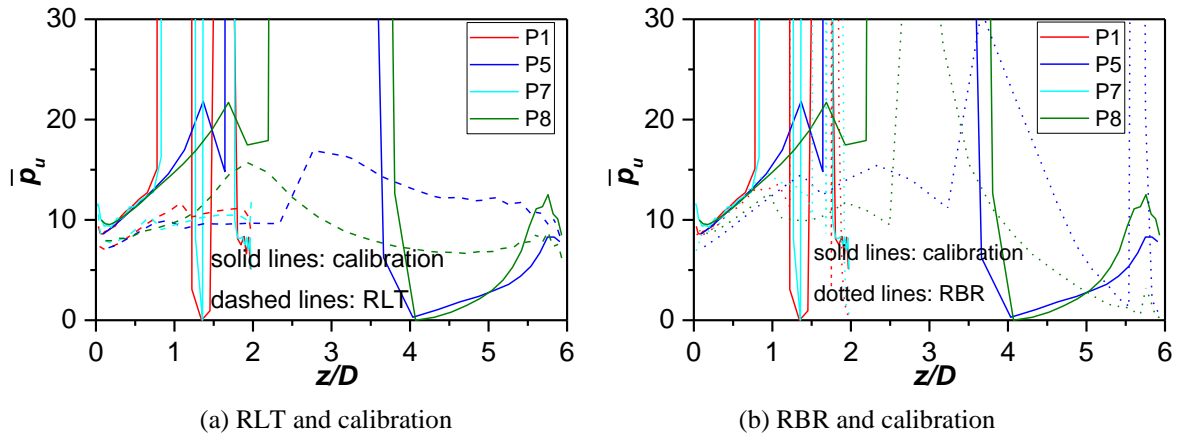 30
20
10
0
p̅u
0 1 2 3 4 5 6
z/D
P1
P5
P7
P8
solid lines: calibration
dashed lines: RLT
(a) RLT and calibration
30
20
10
0
p̅u
0 1 2 3 4 5 6
z/D
P1
P5
P7
P8
solid lines: calibration
dotted lines: RBR
(b) RBR and calibration